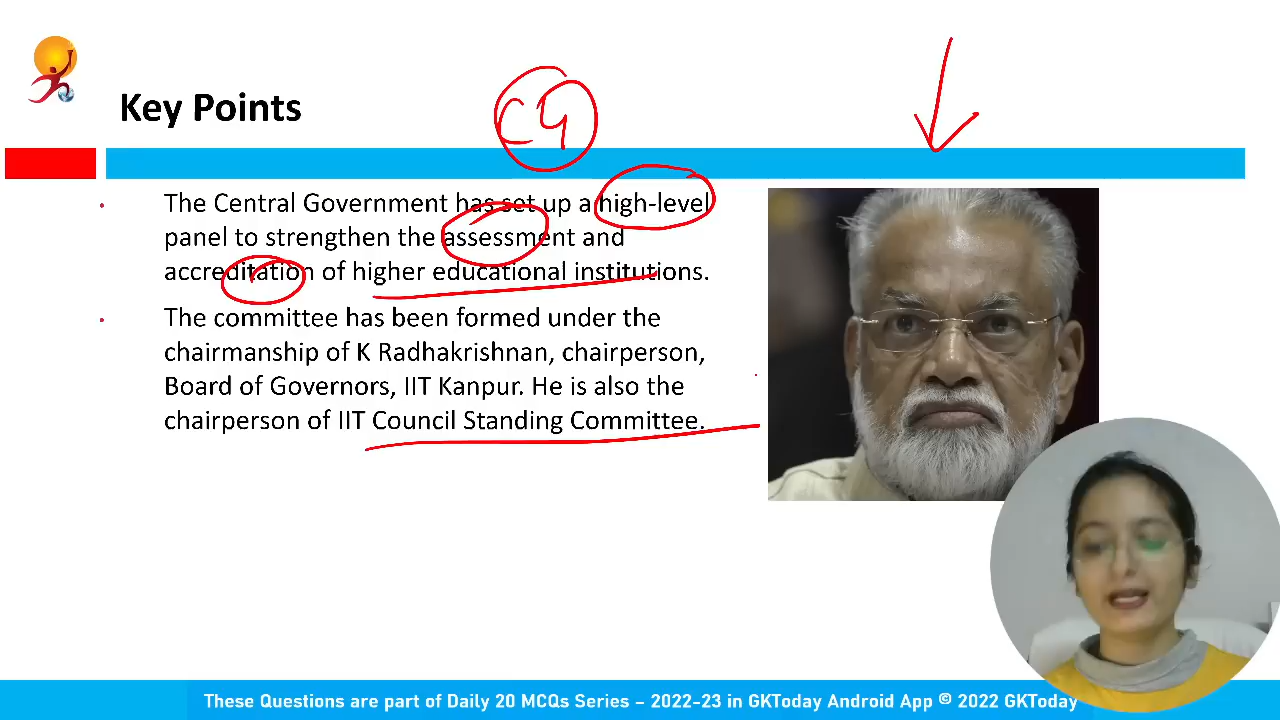 CG
Key Points
The Central Government has set up a high-level
panel to strengthen the assessment and
accreditation of higher educational institutions.
The committee has been formed under the
chairmanship of K Radhakrishnan, chairperson,
Board of Governors, IIT Kanpur. He is also the
chairperson of IIT Council Standing Committee.
These Questions are part of Daily 20 MCQs Series – 2022-23 in GKToday Android App © 2022 GKToday